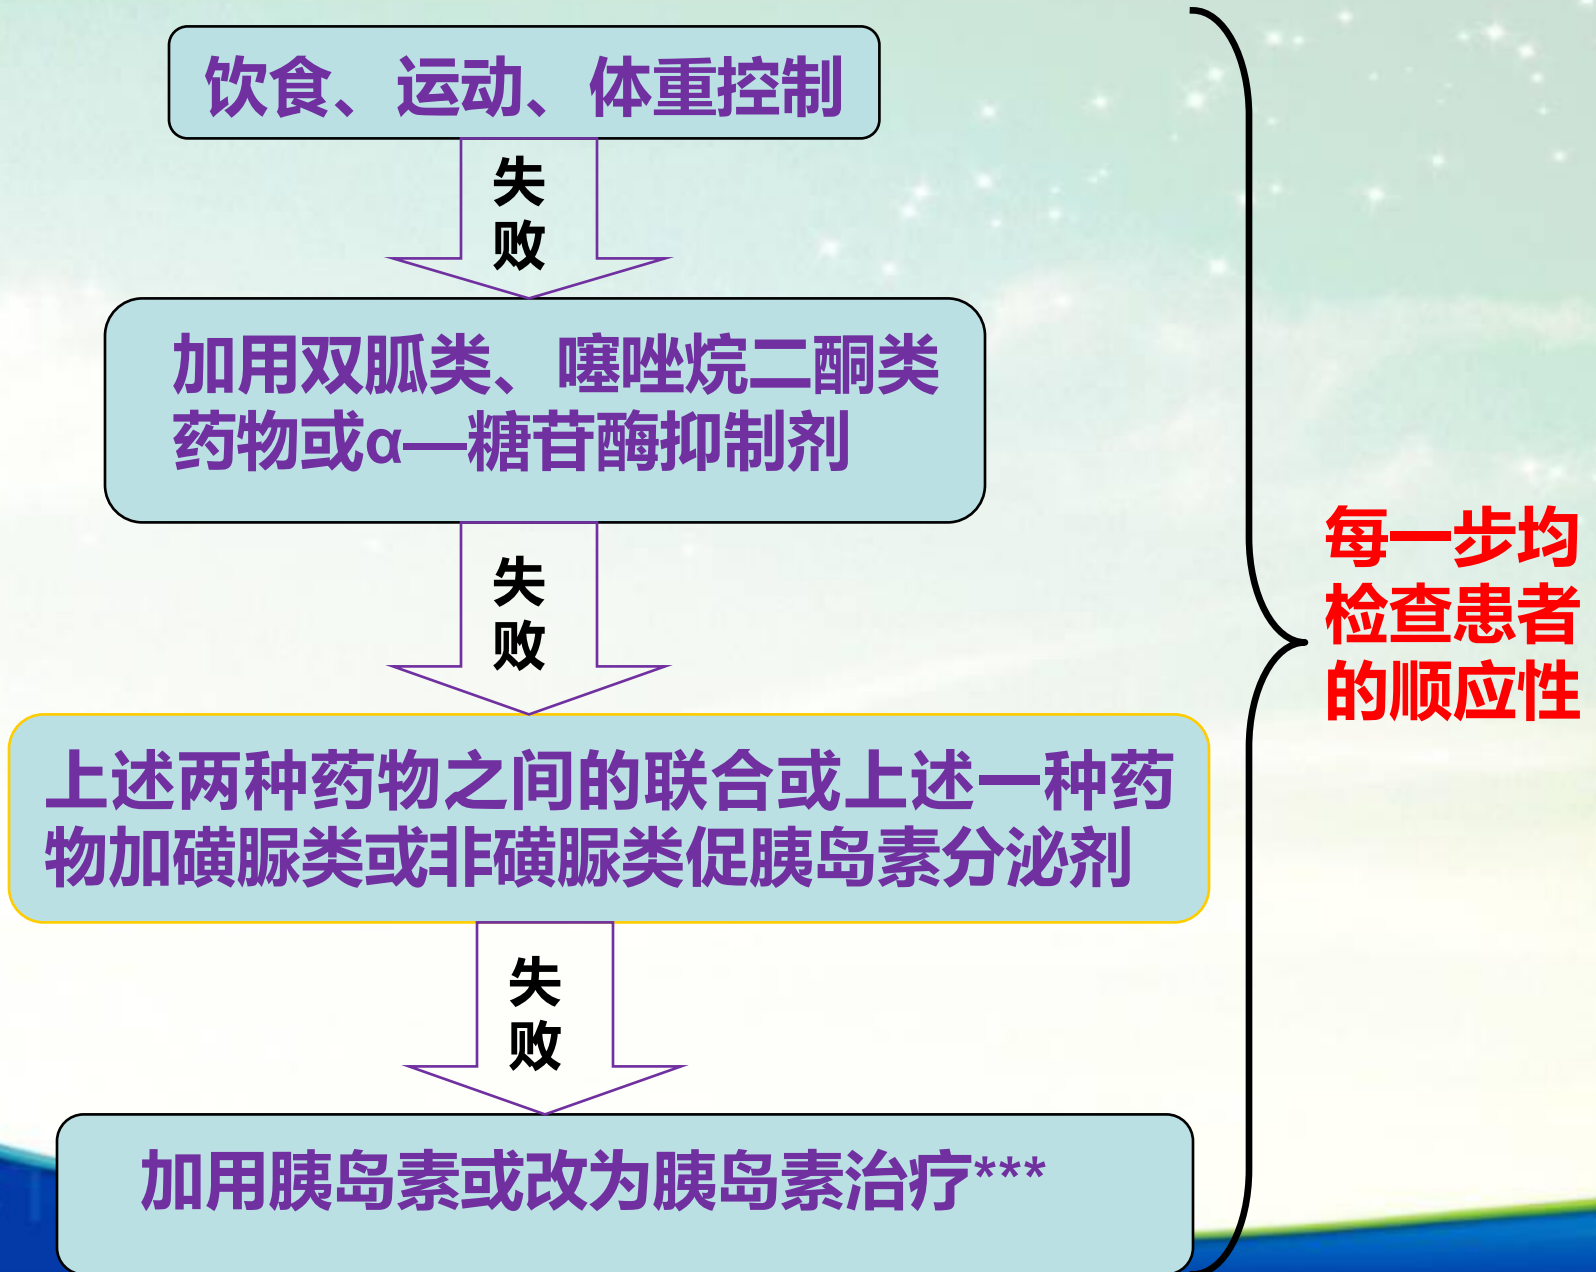 饮食、运动、体重控制
失
败
加用双胍类、噻唑烷二酮类
药物或α—糖苷酶抑制剂
失
败
上述两种药物之间的联合或上述一种药
物加磺脲类或非磺脲类促胰岛素分泌剂
失
败
加用胰岛素或改为胰岛素治疗***
每一步均
检查患者
的顺应性